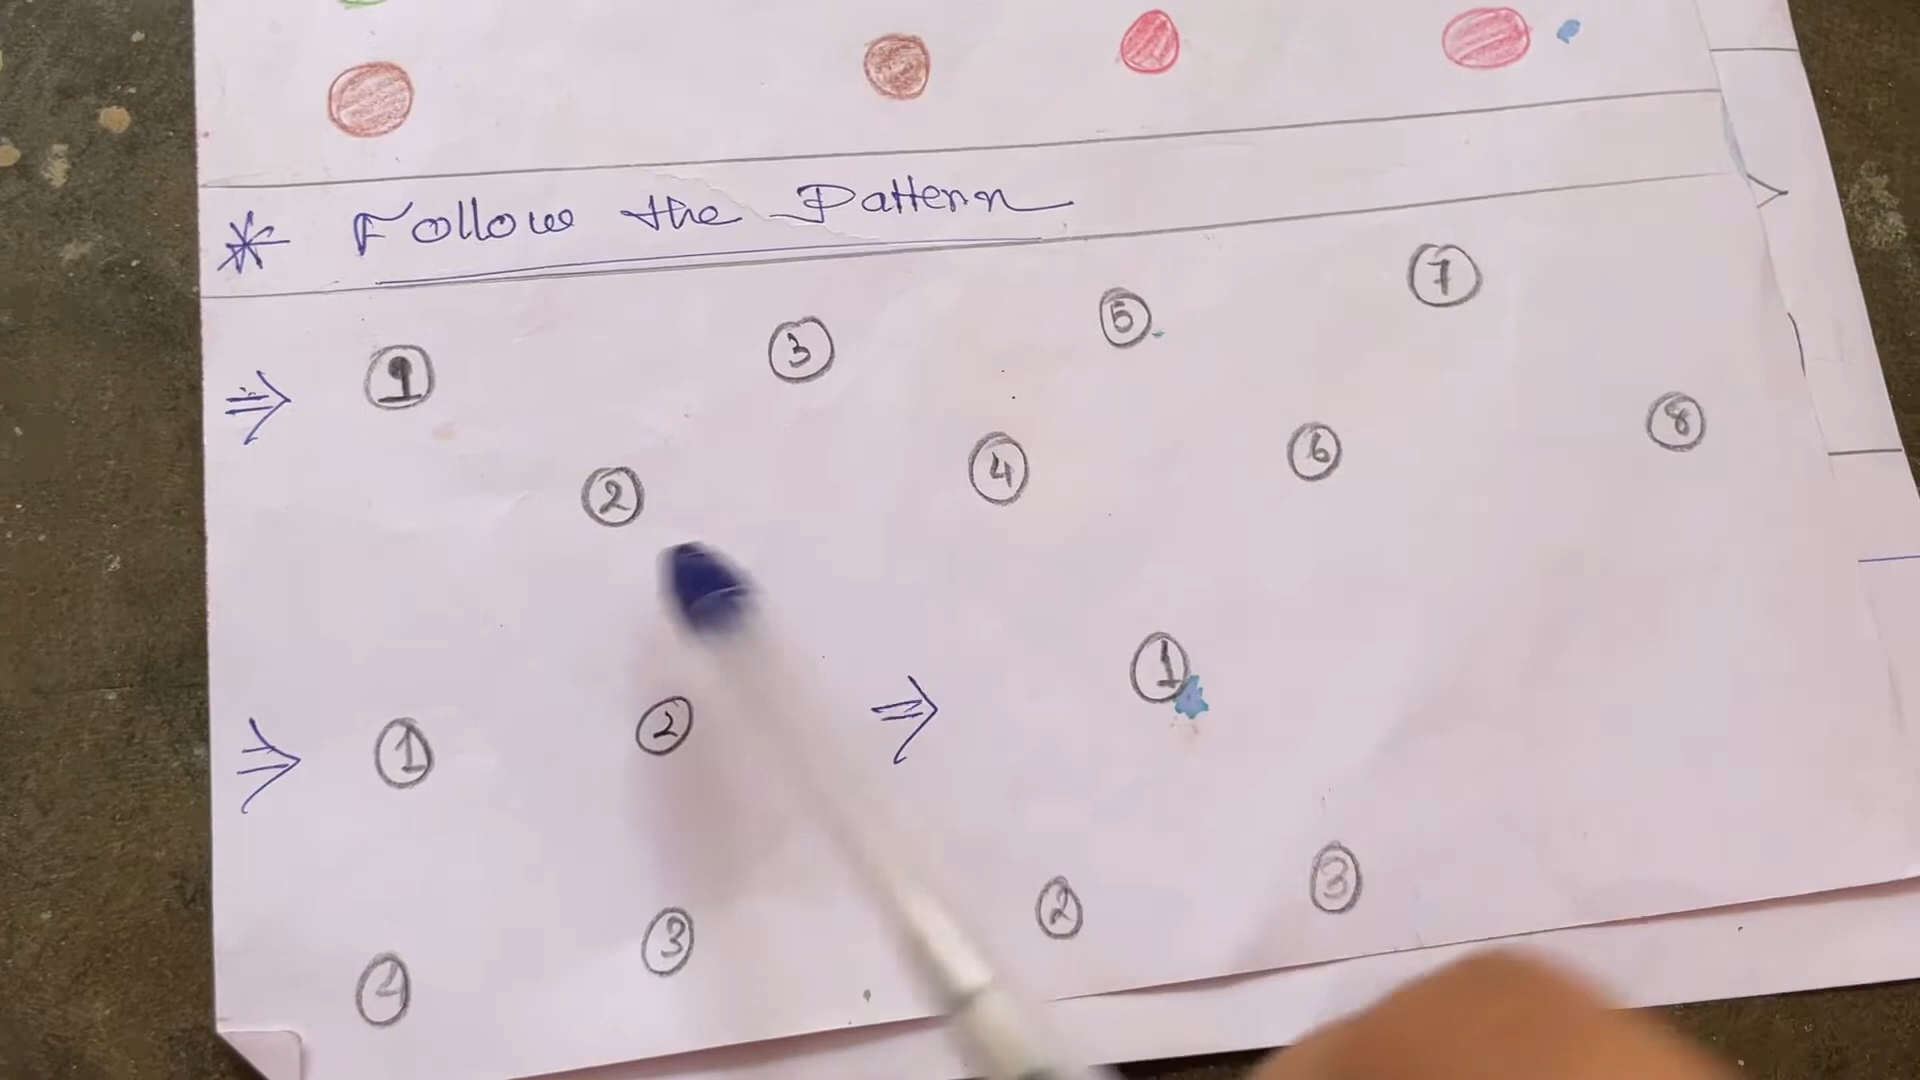 * Follow the Pattern
⇒ 1 2 3 4 5 6 7 8
⇒ 1 2 3 4
⇒ 1 2 3